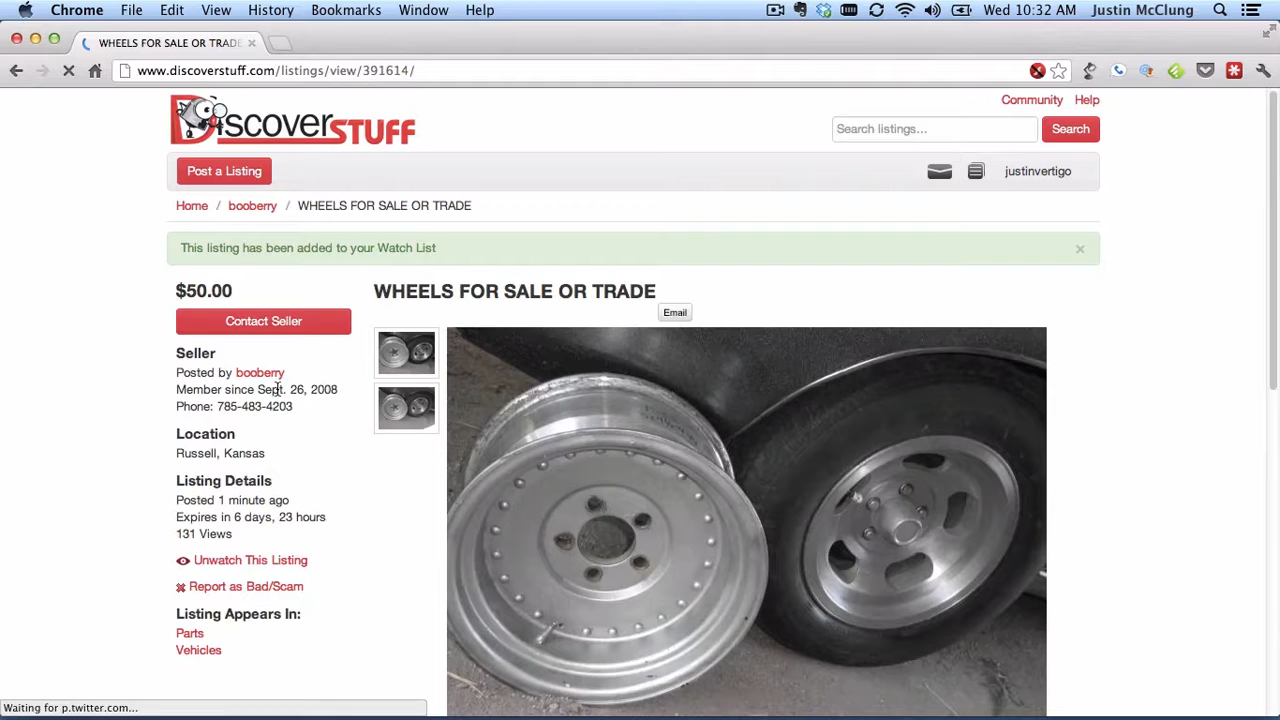 Chrome File Edit View History Bookmarks Window Help Wed 10:32 AM Justin McClung
WHEELS FOR SALE OR TRADE
www.discoverstuff.com/listings/view/391614/
DiscoverSTUFF
Community Help
Search listings... Search
Post a Listing justinvertigo
Home / booberry / WHEELS FOR SALE OR TRADE
This listing has been added to your Watch List ×
$50.00
WHEELS FOR SALE OR TRADE
Email
Contact Seller
Seller
Posted by booberry
Member since Sept. 26, 2008
Phone: 785-483-4203
Location
Russell, Kansas
Listing Details
Posted 1 minute ago
Expires in 6 days, 23 hours
131 Views
Unwatch This Listing
Report as Bad/Scam
Listing Appears In:
Parts
Vehicles
Waiting for p.twitter.com...